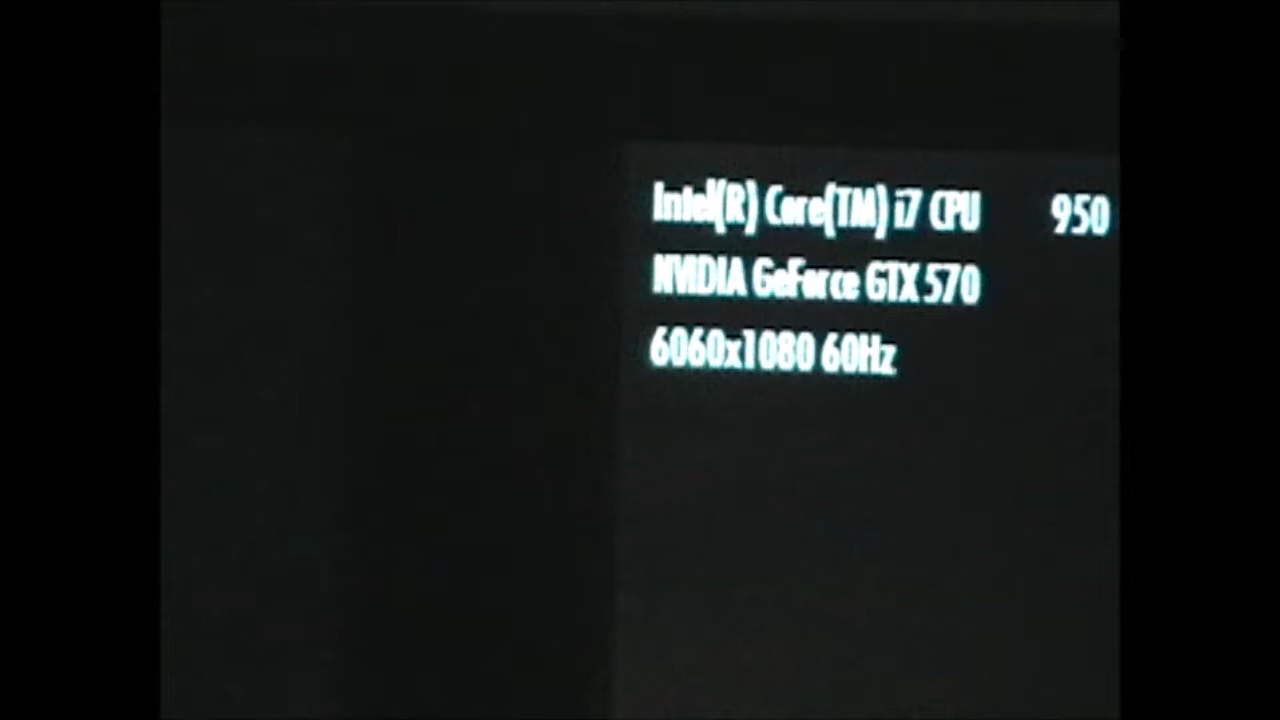 Intel(R) Core(TM) i7 CPU 950
NVIDIA GeForce GTX 570
6060x1080 60Hz